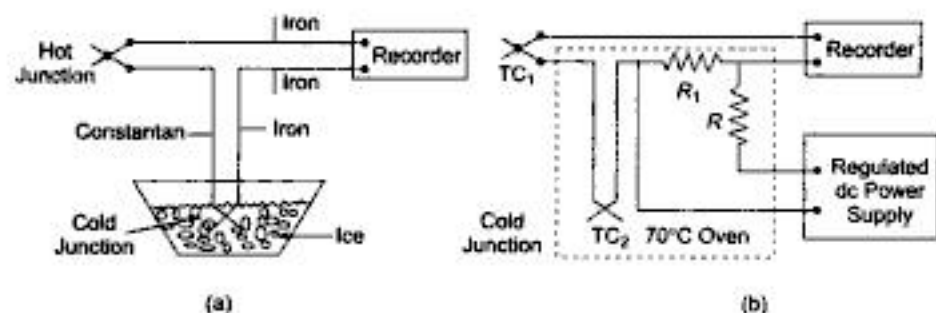 Iron
Hot Junction
Recorder
Iron
Constantan
Iron
Cold Junction
Ice
(a)
TC1
Recorder
R1
R
Regulated dc Power Supply
Cold Junction
TC2
70°C Oven
(b)